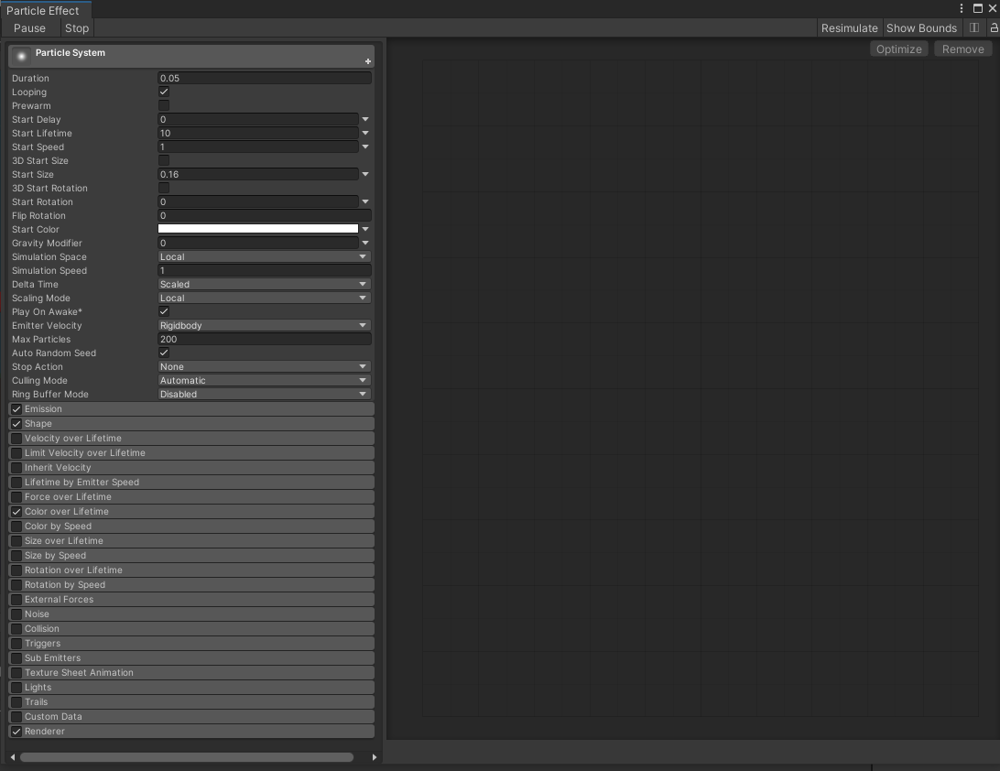 Particle Effect
Pause Stop Resimulate Show Bounds
Optimize Remove
Particle System
Duration 0.05
Looping
Prewarm
Start Delay 0
Start Lifetime 10
Start Speed 1
3D Start Size
Start Size 0.16
3D Start Rotation
Start Rotation 0
Flip Rotation 0
Start Color
Gravity Modifier 0
Simulation Space Local
Simulation Speed 1
Delta Time Scaled
Scaling Mode Local
Play On Awake*
Emitter Velocity Rigidbody
Max Particles 200
Auto Random Seed
Stop Action None
Culling Mode Automatic
Ring Buffer Mode Disabled
Emission
Shape
Velocity over Lifetime
Limit Velocity over Lifetime
Inherit Velocity
Lifetime by Emitter Speed
Force over Lifetime
Color over Lifetime
Color by Speed
Size over Lifetime
Size by Speed
Rotation over Lifetime
Rotation by Speed
External Forces
Noise
Collision
Triggers
Sub Emitters
Texture Sheet Animation
Lights
Trails
Custom Data
Renderer